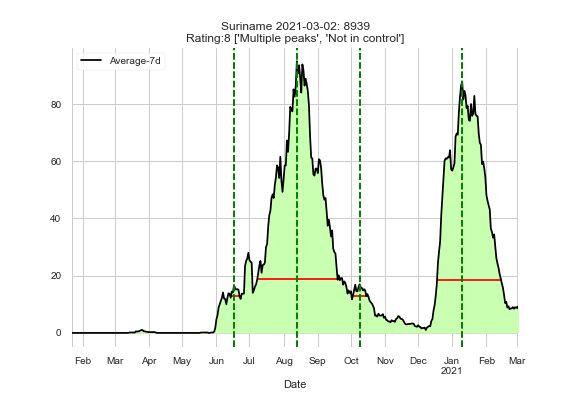 Suriname 2021-03-02: 8939
Rating:8 ['Multiple peaks', 'Not in control']
Average-7d
80
60
40
20
0
Feb Mar Apr May Jun Jul Aug Sep Oct Nov Dec Jan Feb Mar
2021
Date